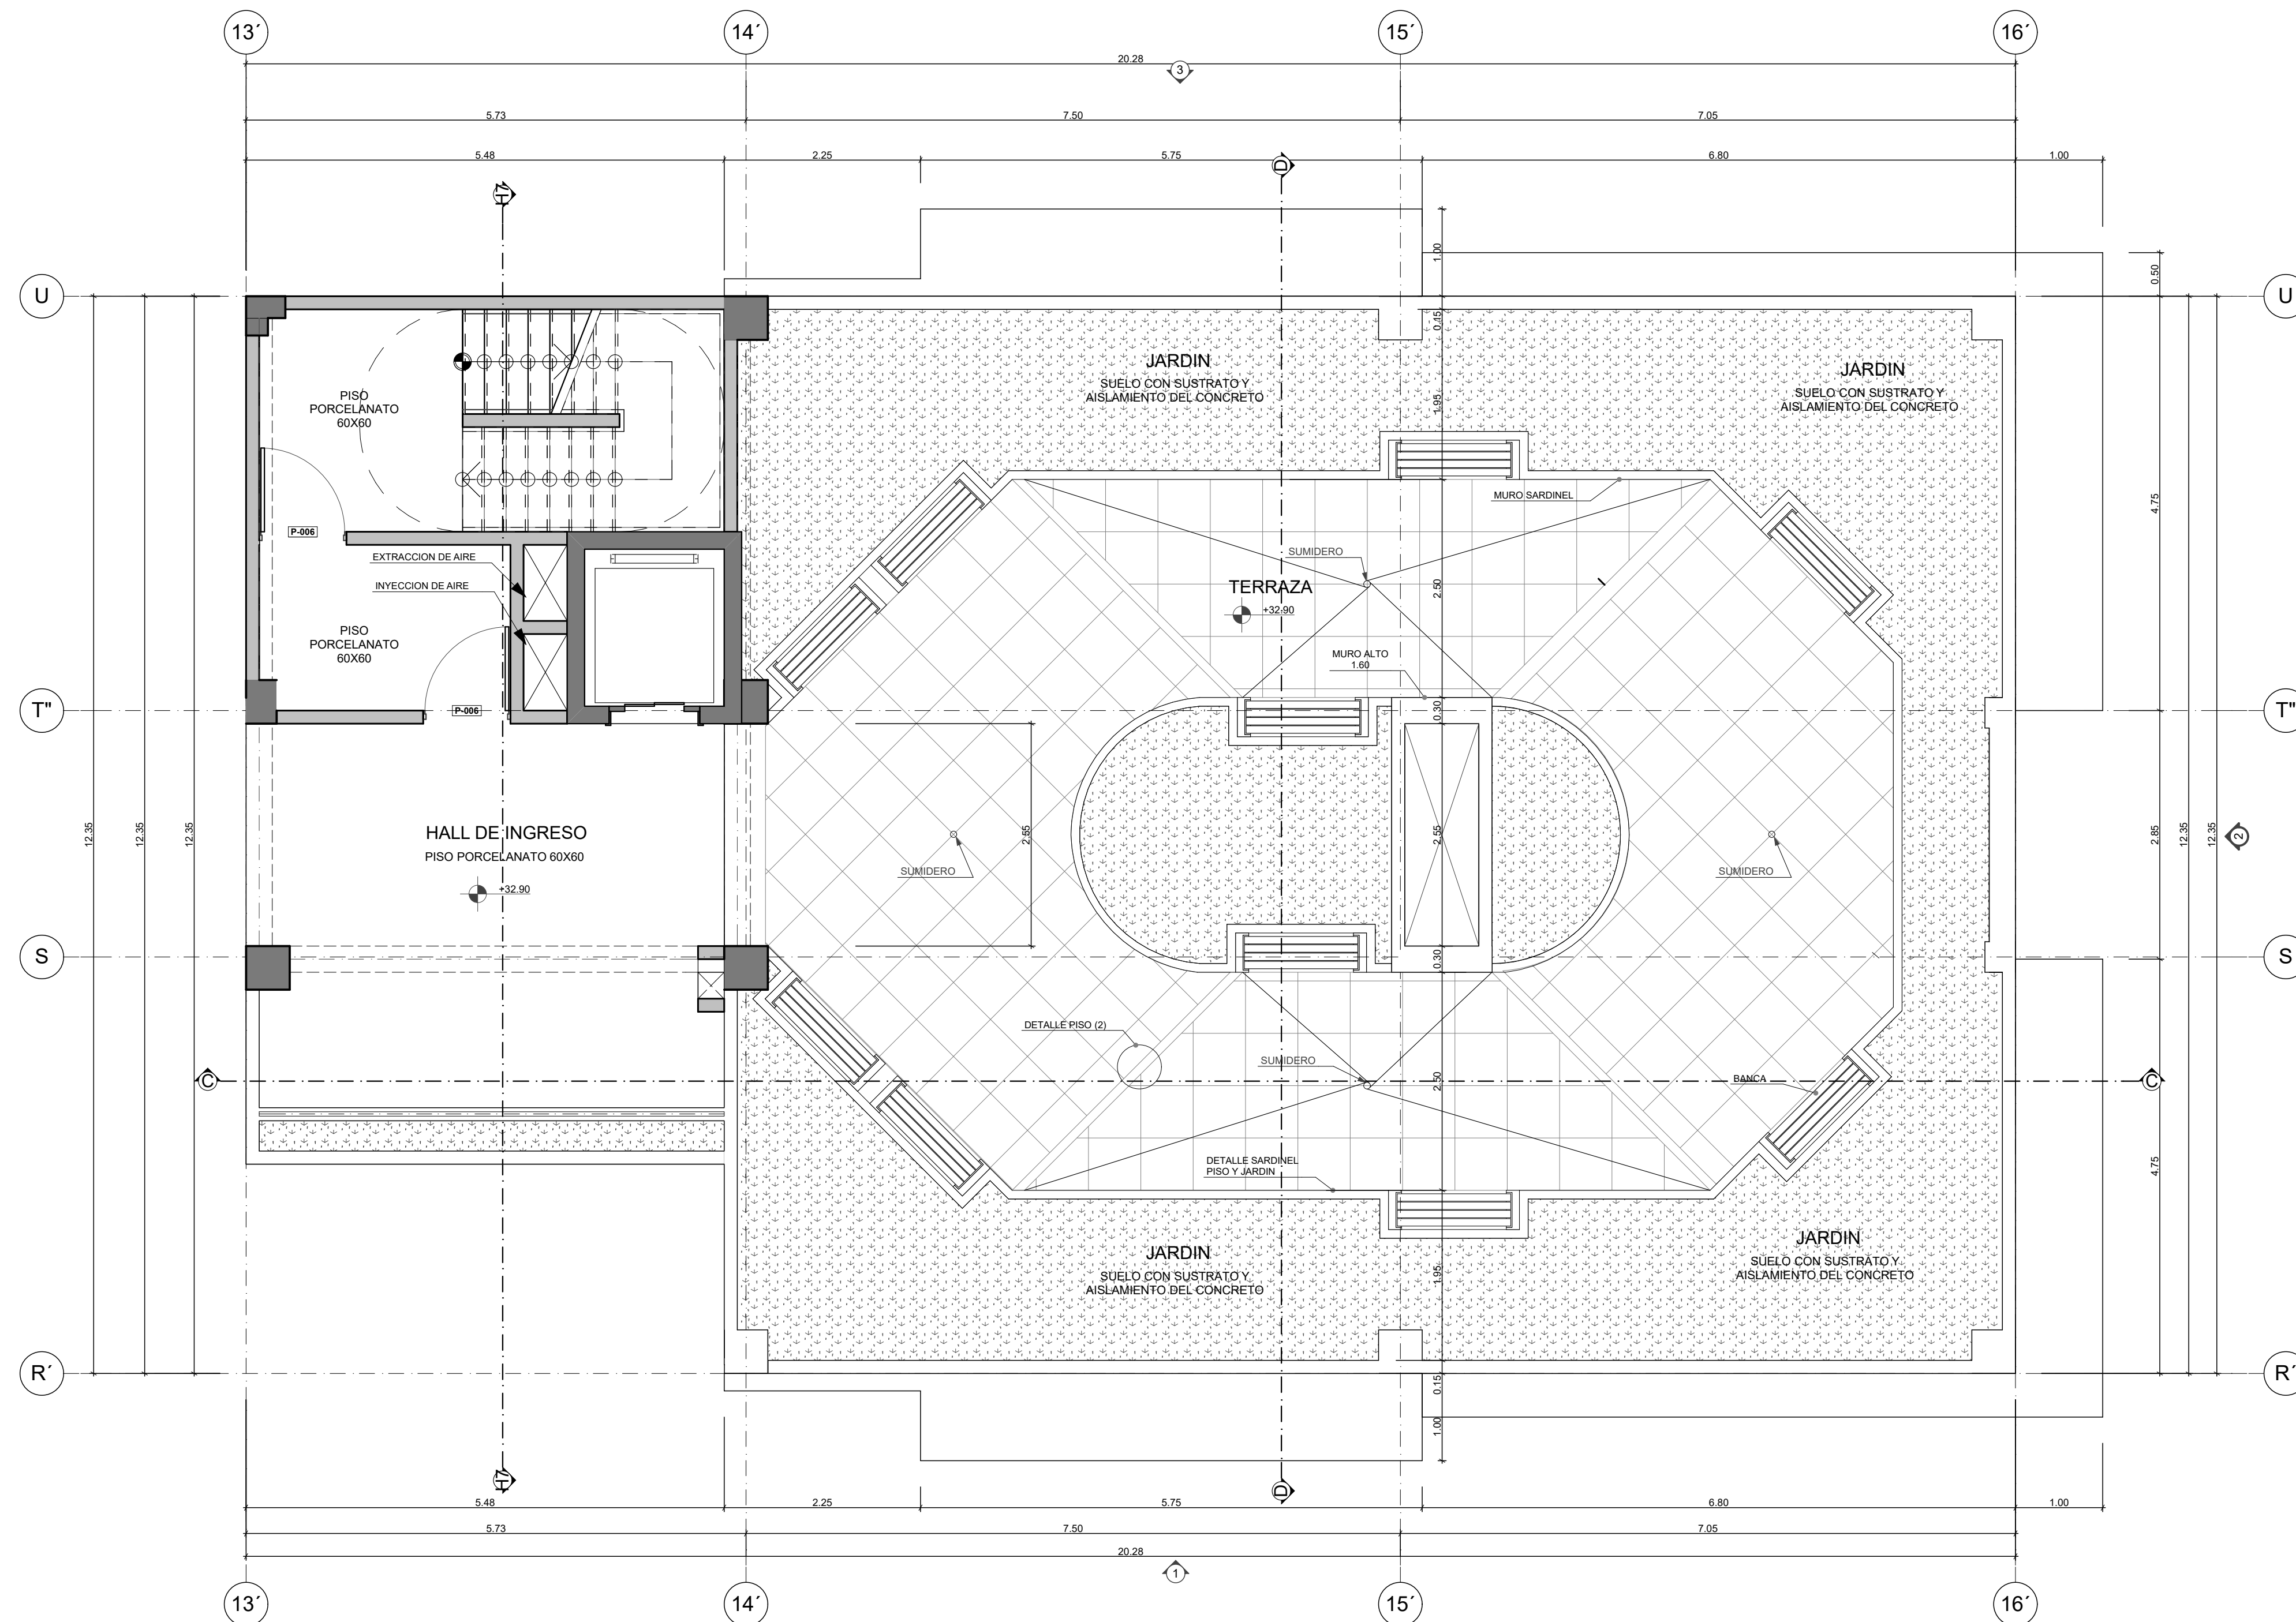 13´ 14´ 15´ 16´
20.28
3
5.73 7.50 7.05
5.48 2.25 5.75 6.80 1.00
H7 D
1.00 0.50
U U
0.15
JARDIN
SUELO CON SUSTRATO Y
AISLAMIENTO DEL CONCRETO
JARDIN
SUELO CON SUSTRATO Y
AISLAMIENTO DEL CONCRETO
PISO
PORCELANATO
60X60
1.95
MURO SARDINEL
4.75
P-006
EXTRACCION DE AIRE
INYECCION DE AIRE
SUMIDERO
TERRAZA
+32.90
2.50
PISO
PORCELANATO
60X60
MURO ALTO
1.60
P-006
T" T"
0.30
12.35 12.35 12.35
HALL DE INGRESO
PISO PORCELANATO 60X60
+32.90
2.55
SUMIDERO
2.55
SUMIDERO
2.85 12.35 12.35
2
S S
0.30
DETALLE PISO (2)
SUMIDERO
2.50
BANCA
C C
DETALLE SARDINEL
PISO Y JARDIN
4.75
JARDIN
SUELO CON SUSTRATO Y
AISLAMIENTO DEL CONCRETO
1.95
JARDIN
SUELO CON SUSTRATO Y
AISLAMIENTO DEL CONCRETO
R´ R´
0.15
1.00
H7 D
5.48 2.25 5.75 6.80 1.00
5.73 7.50 7.05
20.28
1
13´ 14´ 15´ 16´